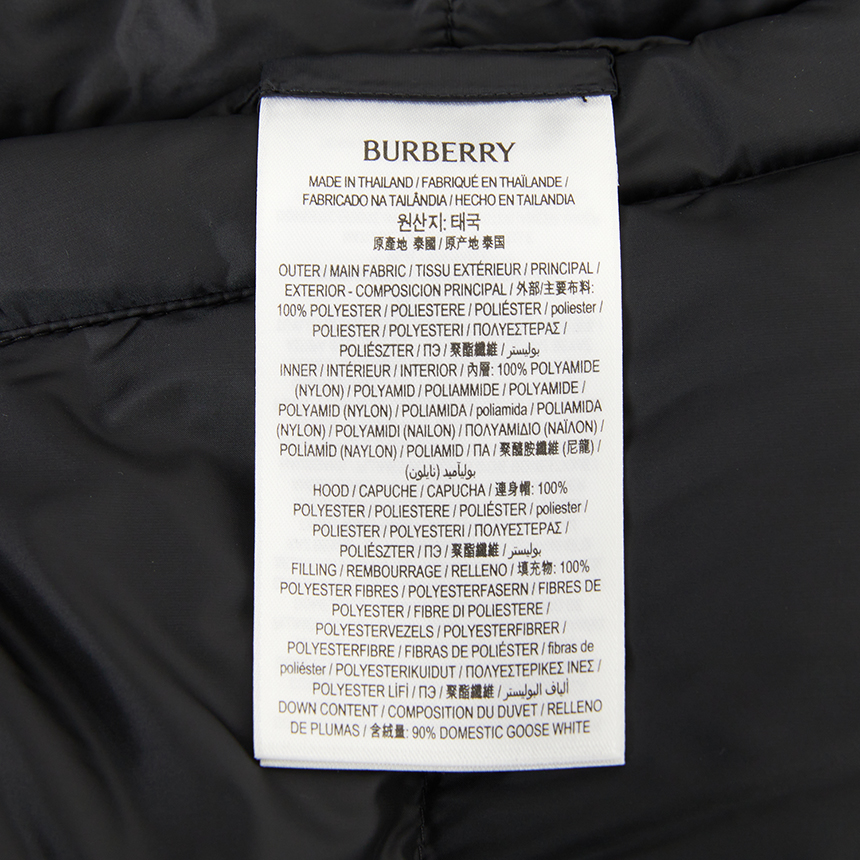 BURBERRY
MADE IN THAILAND / FABRIQUÉ EN THAÏLANDE /
FABRICADO NA TAILÂNDIA / HECHO EN TAILANDIA
원산지: 태국
原產地 泰國 / 原产地 泰国
OUTER / MAIN FABRIC / TISSU EXTÉRIEUR / PRINCIPAL /
EXTERIOR - COMPOSICION PRINCIPAL / 外部/主要布料:
100% POLYESTER / POLIESTERE / POLIÉSTER / poliester /
POLIESTER / POLYESTERI / ΠΟΛΥΕΣΤΕΡΑΣ /
POLIÉSZTER / ПЭ / 聚酯纖維 / بوليستر
INNER / INTÉRIEUR / INTERIOR / 內層: 100% POLYAMIDE
(NYLON) / POLYAMID / POLIAMMIDE / POLYAMIDE /
POLYAMID (NYLON) / POLIAMIDA / poliamida / POLIAMIDA
(NYLON) / POLYAMIDI (NAILON) / ΠΟΛΥΑΜΙΔΙΟ (ΝΑΪΛΟΝ) /
POLÍAMÍD (NAYLON) / POLIAMID / ПА / 聚醯胺纖維 (尼龍) /
بولياميد (نايلون)
HOOD / CAPUCHE / CAPUCHA / 連身帽: 100%
POLYESTER / POLIESTERE / POLIÉSTER / poliester /
POLIESTER / POLYESTERI / ΠΟΛΥΕΣΤΕΡΑΣ /
POLIÉSZTER / ПЭ / 聚酯纖維 / بوليستر
FILLING / REMBOURRAGE / RELLENO / 填充物: 100%
POLYESTER FIBRES / POLYESTERFASERN / FIBRES DE
POLYESTER / FIBRE DI POLIESTERE /
POLYESTERVEZELS / POLYESTERFIBRER /
POLYESTERFIBRE / FIBRAS DE POLIÉSTER / fibras de
poliéster / POLYESTERIKUIDUT / ΠΟΛΥΕΣΤΕΡΙΚΕΣ ΙΝΕΣ /
POLYESTER LİFİ / ПЭ / 聚酯纖維 / ألياف البوليستر
DOWN CONTENT / COMPOSITION DU DUVET / RELLENO
DE PLUMAS / 含絨量: 90% DOMESTIC GOOSE WHITE